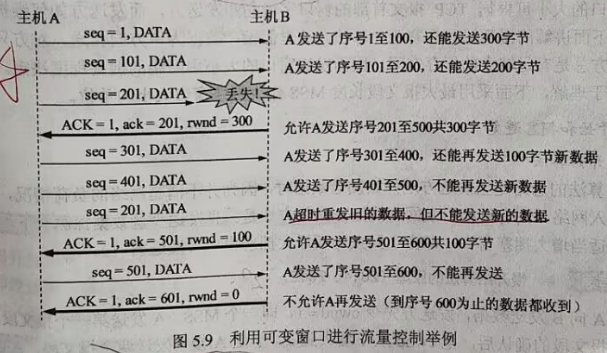 主机A 主机B
seq = 1, DATA A发送了序号1至100，还能发送300字节
seq = 101, DATA A发送了序号101至200，还能发送200字节
seq = 201, DATA 丢失！
ACK = 1, ack = 201, rwnd = 300 允许A发送序号201至500共300字节
seq = 301, DATA A发送了序号301至400，还能再发送100字节新数据
seq = 401, DATA A发送了序号401至500，不能再发送新数据
seq = 201, DATA A超时重发旧的数据，但不能发送新的数据
ACK = 1, ack = 501, rwnd = 100 允许A发送序号501至600共100字节
seq = 501, DATA A发送了序号501至600，不能再发送
ACK = 1, ack = 601, rwnd = 0 不允许A再发送（到序号600为止的数据都收到）
图 5.9 利用可变窗口进行流量控制举例